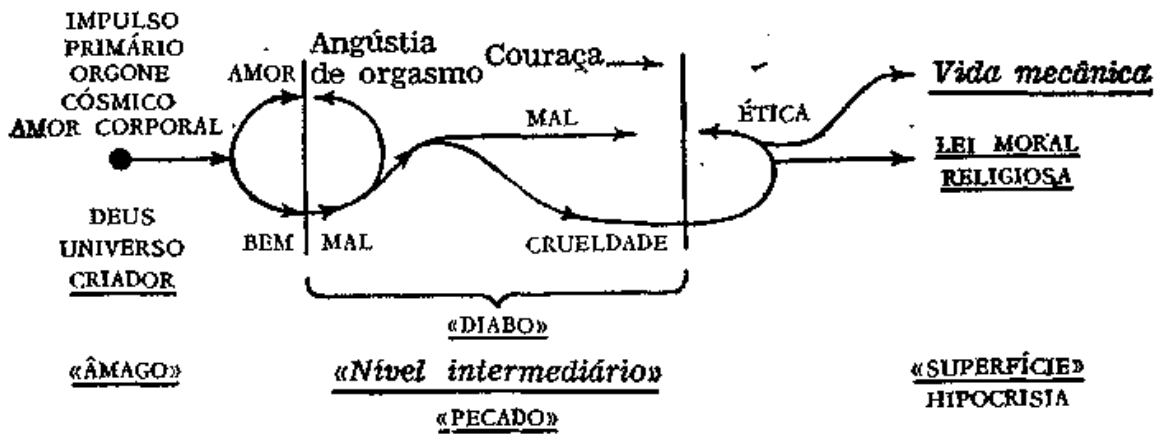 IMPULSO
PRIMÁRIO
ORGONE
CÓSMICO
AMOR CORPORAL
DEUS
UNIVERSO
CRIADOR
«ÂMAGO»
AMOR
BEM
Angústia
de orgasmo
Couraça
MAL
MAL
CRUELDADE
«DIABO»
«Nível intermediário»
«PECADO»
ÉTICA
Vida mecânica
LEI MORAL
RELIGIOSA
«SUPERFÍCIE»
HIPOCRISIA